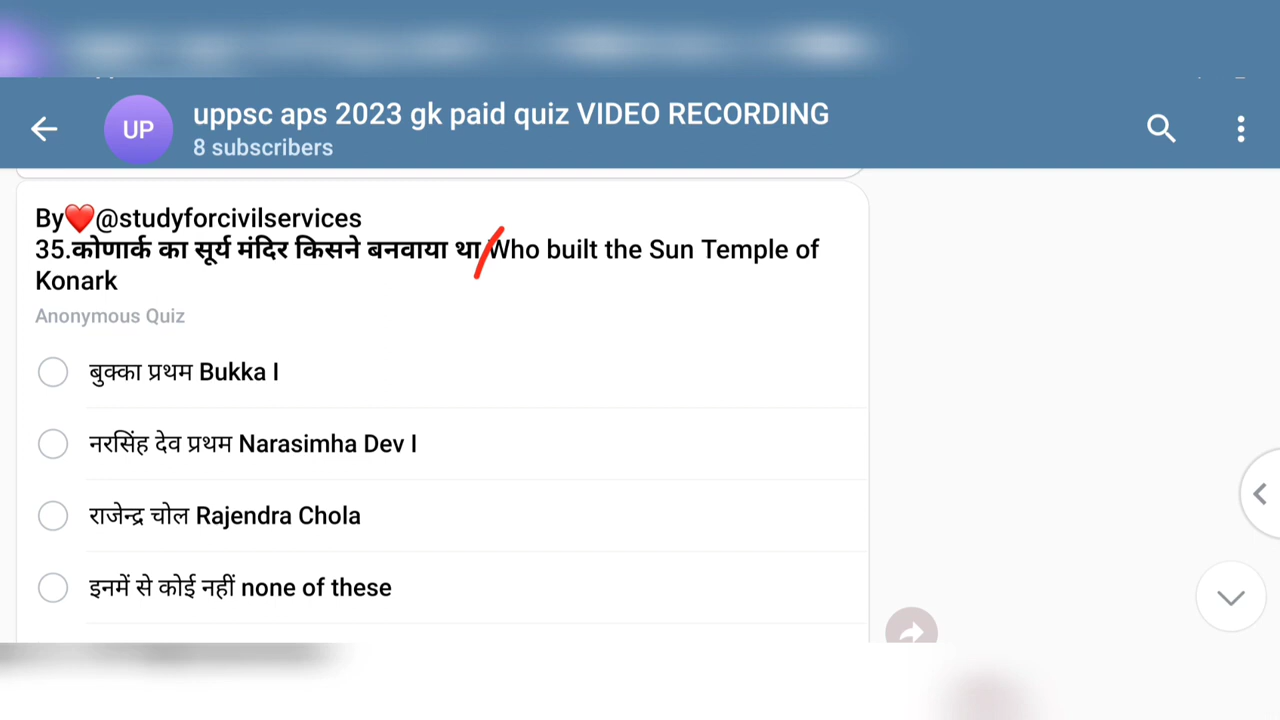 UP
uppsc aps 2023 gk paid quiz VIDEO RECORDING
8 subscribers
By❤️@studyforcivilservices
35.कोणार्क का सूर्य मंदिर किसने बनवाया था Who built the Sun Temple of
Konark
Anonymous Quiz
बुक्का प्रथम Bukka I
नरसिंह देव प्रथम Narasimha Dev I
राजेन्द्र चोल Rajendra Chola
इनमें से कोई नहीं none of these